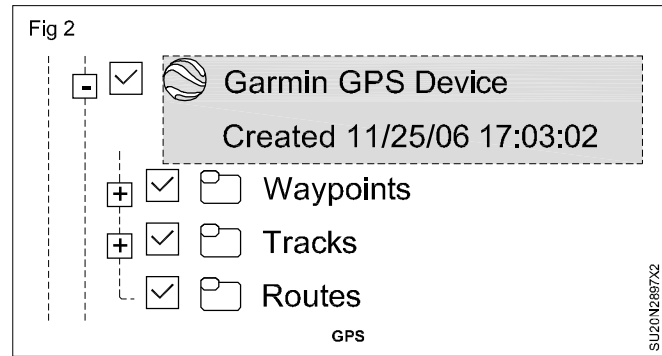 Fig 2
Garmin GPS Device
Created 11/25/06 17:03:02
Waypoints
Tracks
Routes
GPS
SU20N2897X2